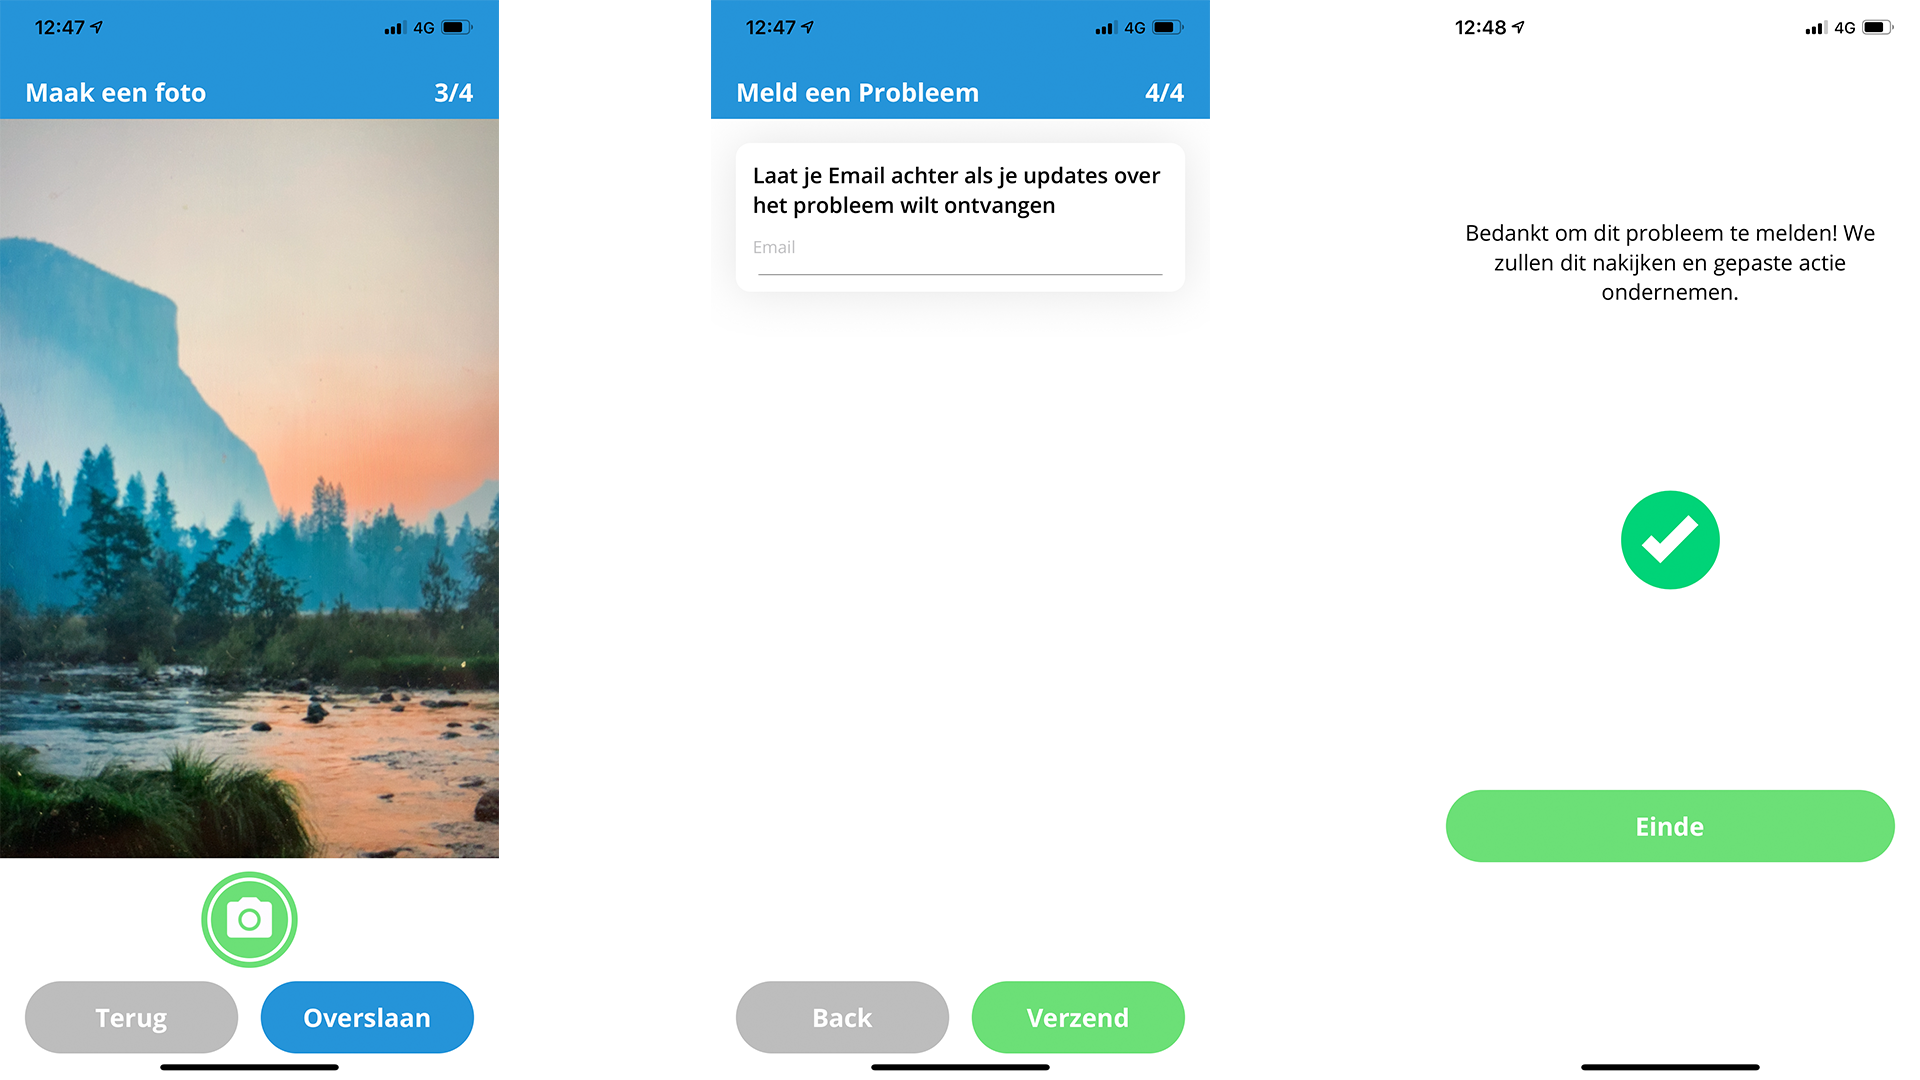 12:47
4G
Maak een foto
3/4
Terug
Overslaan
12:47
4G
Meld een Probleem
4/4
Laat je Email achter als je updates over
het probleem wilt ontvangen
Email
Back
Verzend
12:48
4G
Bedankt om dit probleem te melden! We
zullen dit nakijken en gepaste actie
ondernemen.
Einde